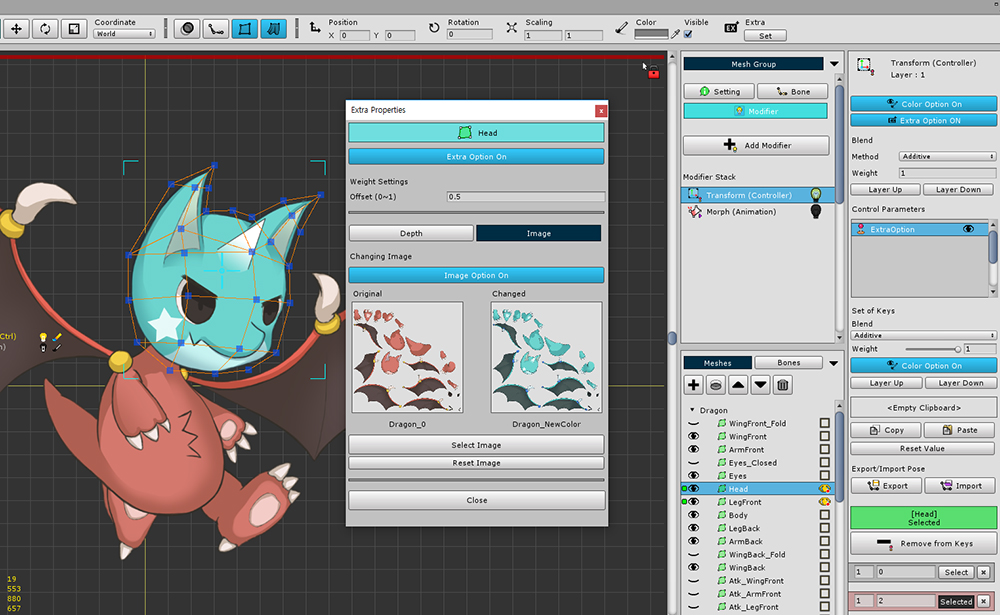 Coordinate
World
Position
X 0 Y 0
Rotation
0
Scaling
1 1
Color
Visible
EX
Extra
Set
Extra Properties
x
Head
Extra Option On
Weight Settings
Offset (0~1) 0.5
Depth Image
Changing Image
Image Option On
Original Changed
Dragon_0 Dragon_NewColor
Select Image
Reset Image
Close
Ctrl)
)
19
553
880
657
Mesh Group
Setting Bone
Modifier
Add Modifier
Modifier Stack
Transform (Controller)
Morph (Animation)
Meshes Bones
Dragon
WingFront_Fold
WingFront
ArmFront
Eyes_Closed
Eyes
Head
LegFront
Body
LegBack
ArmBack
WingBack_Fold
WingBack
Atk_WingFront
Atk_ArmFront
Atk_LegFront
Transform (Controller)
Layer : 1
Color Option On
Extra Option ON
Blend
Method Additive
Weight 1
Layer Up Layer Down
Control Parameters
ExtraOption
Set of Keys
Blend
Additive
Weight 1
Color Option On
Layer Up Layer Down
<Empty Clipboard>
Copy Paste
Reset Value
Export/Import Pose
Export Import
[Head]
Selected
Remove from Keys
1 0 Select x
1 2 Selected x